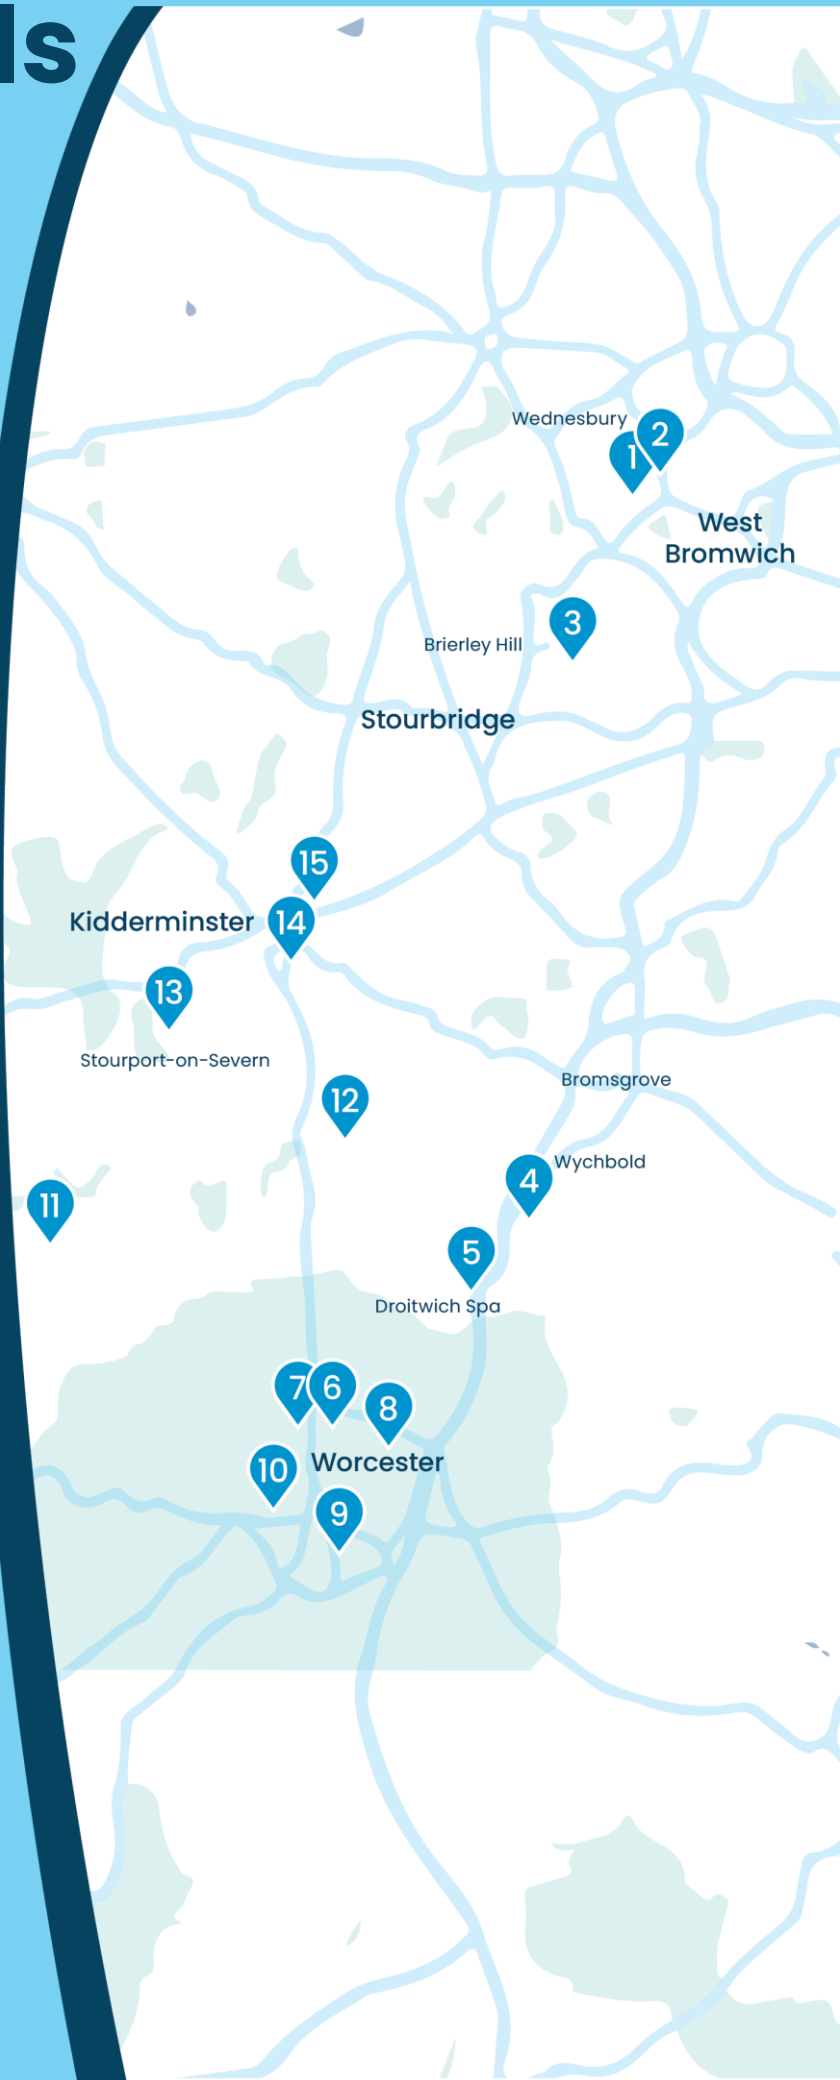 ls
Wednesbury
2
1
West
Bromwich
3
Brierley Hill
Stourbridge
15
Kidderminster
14
13
Stourport-on-Severn
Bromsgrove
12
Wychbold
4
11
5
Droitwich Spa
7
6
8
Worcester
10
9